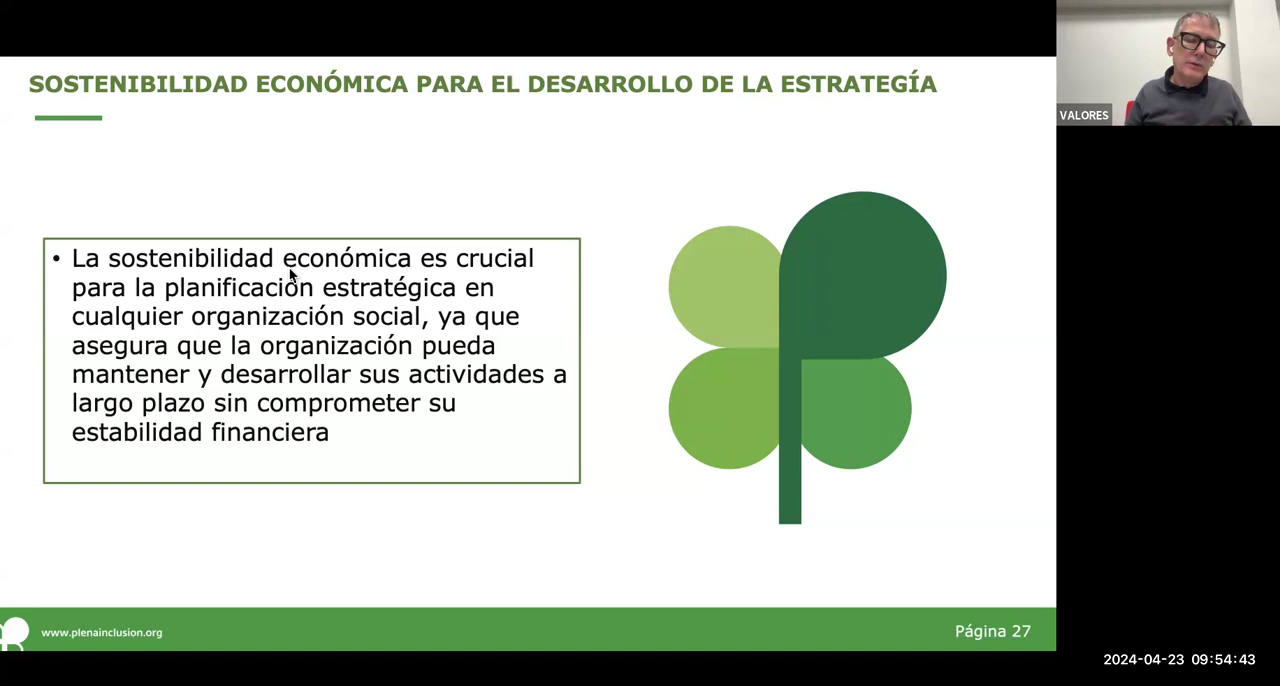 SOSTENIBILIDAD ECONÓMICA PARA EL DESARROLLO DE LA ESTRATEGÍA
VALORES
• La sostenibilidad económica es crucial
para la planificación estratégica en
cualquier organización social, ya que
asegura que la organización pueda
mantener y desarrollar sus actividades a
largo plazo sin comprometer su
estabilidad financiera
www.plenainclusion.org
Página 27
2024-04-23 09:54:43